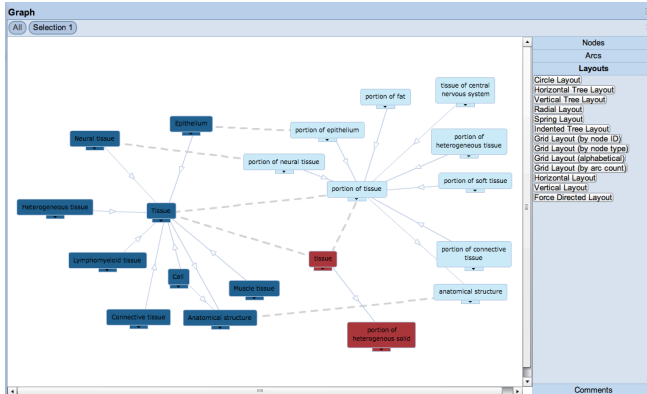 Graph
All
Selection 1
Nodes
Arcs
Layouts
Circle Layout
Horizontal Tree Layout
Vertical Tree Layout
Radial Layout
Spring Layout
Indented Tree Layout
Grid Layout (by node ID)
Grid Layout (by node type)
Grid Layout (alphabetical)
Grid Layout (by arc count)
Horizontal Layout
Vertical Layout
Force Directed Layout
Comments
tissue of central
nervous system
portion of fat
Epithelium
portion of epithelium
Neural tissue
portion of
heterogeneous tissue
portion of neural tissue
portion of soft tissue
portion of tissue
Heterogeneous tissue
Tissue
portion of connective
tissue
Lymphomyeloid tissue
tissue
Cell
Muscle tissue
anatomical structure
Connective tissue
Anatomical structure
portion of
heterogenous solid